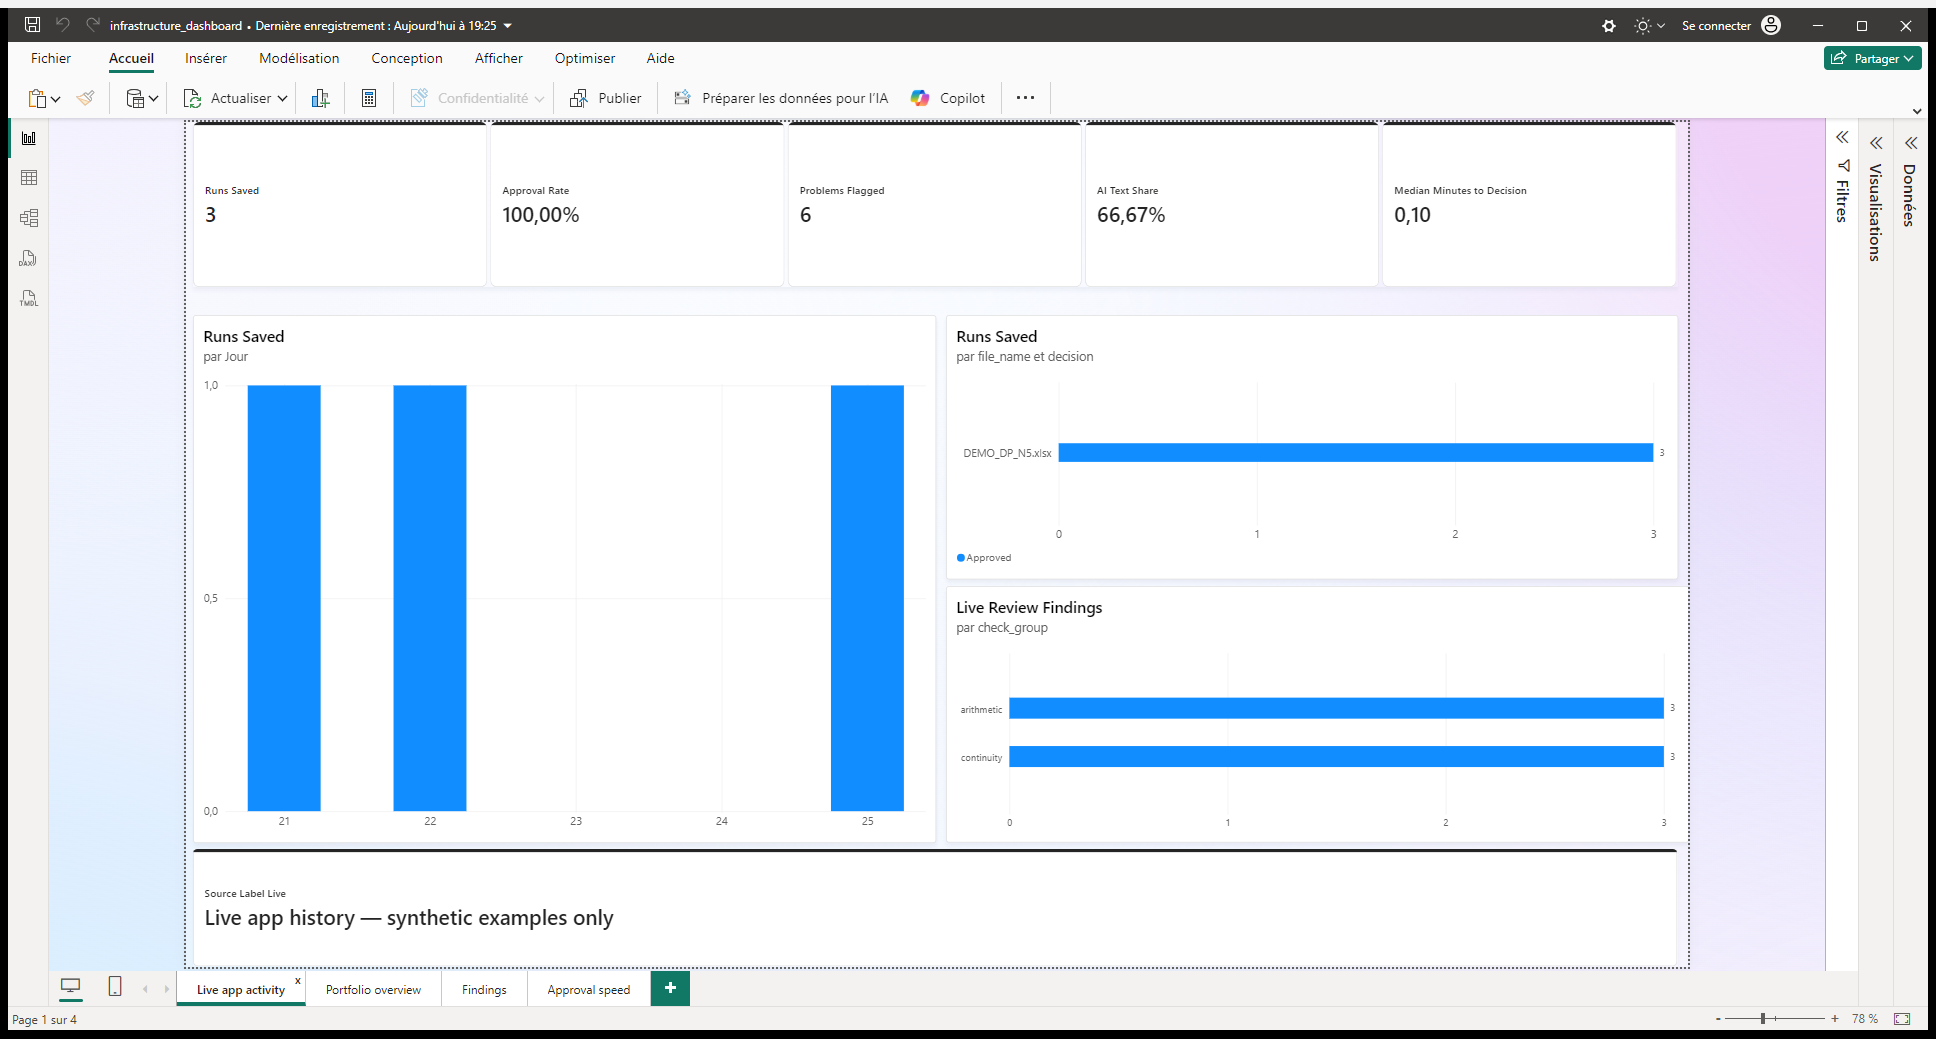 infrastructure_dashboard • Dernière enregistrement : Aujourd'hui à 19:25
Se connecter
Fichier
Accueil
Insérer
Modélisation
Conception
Afficher
Optimiser
Aide
Partager
Actualiser
Confidentialité
Publier
Préparer les données pour l'IA
Copilot
DAX
TMDL
Runs Saved
3
Approval Rate
100,00%
Problems Flagged
6
AI Text Share
66,67%
Median Minutes to Decision
0,10
Filtres
Visualisations
Données
Runs Saved
par Jour
1,0
0,5
0,0
21
22
23
24
25
Runs Saved
par file_name et decision
DEMO_DP_N5.xlsx
3
0
1
2
3
Approved
Live Review Findings
par check_group
arithmetic
3
continuity
3
0
1
2
3
Source Label Live
Live app history — synthetic examples only
Live app activity
x
Portfolio overview
Findings
Approval speed
+
Page 1 sur 4
- + 78 %